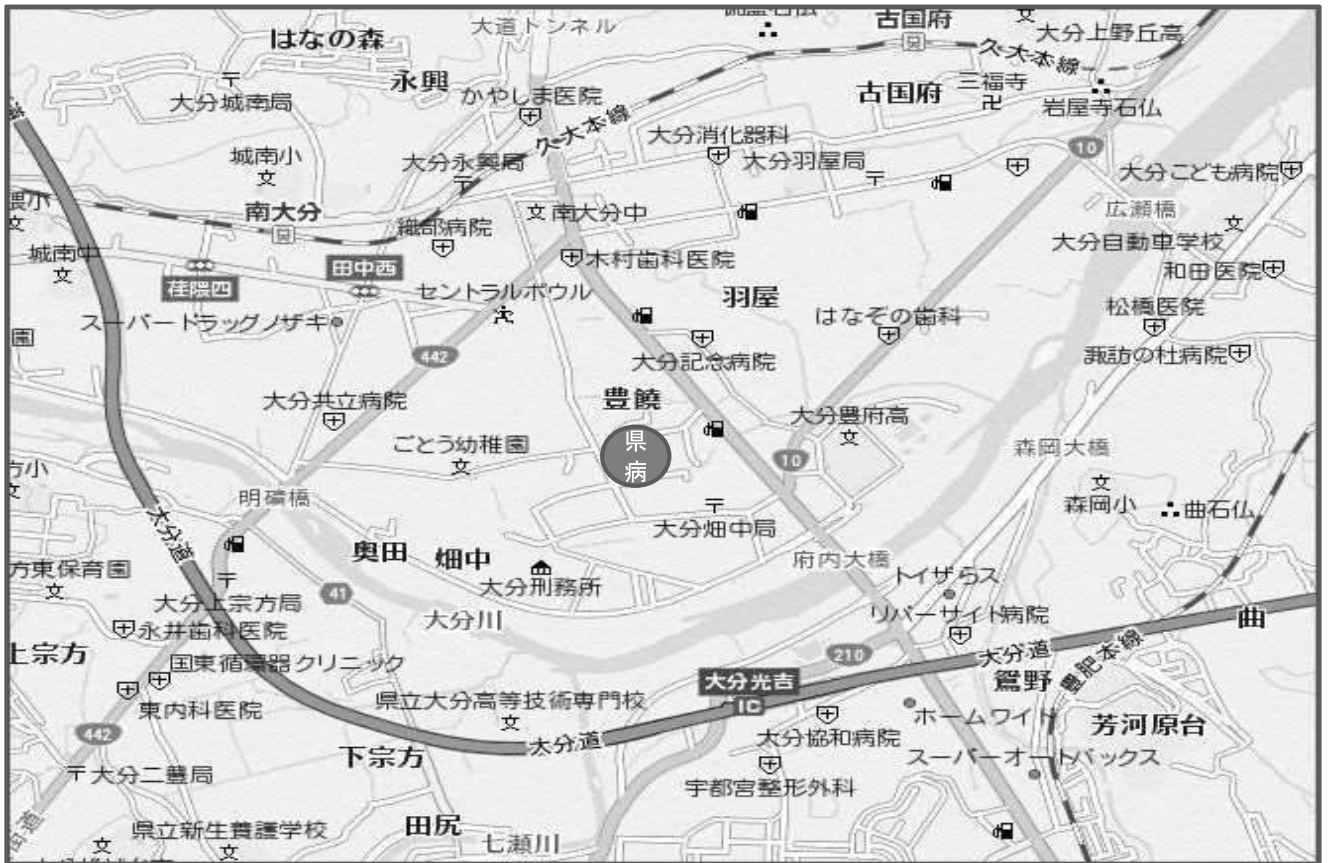 大道トンネル
古国府
はなの森
大分上野丘高
久大本線
永興
大分城南局
かやしま医院
古国府
三福寺
岩屋寺石仏
久大本線
大分消化器科
城南小
大分永興局
大分羽屋局
10
大分こども病院
南大分
南大分中
織部病院
広瀬橋
大分自動車学校
城南中
田中西
木村歯科医院
和田医院
荏隈四
セントラルボウル
羽屋
松橋医院
スーパードラッグノザキ
はなぞの歯科
園
442
大分記念病院
諏訪の杜病院
大分共立病院
豊饒
大分豊府高
県
病
ごとう幼稚園
10
森岡大橋
方小
明磧橋
森岡小
曲石仏
大分道
大分畑中局
奥田
畑中
府内大橋
方東保育園
大分刑務所
トイザらス
大分上宗方局
41
大分川
リバーサイド病院
永井歯科医院
曲
上宗方
国東循環器クリニック
210
大分道
豊肥本線
大分光吉
IC
鴛野
東内科医院
県立大分高等技術専門校
ホームワイド
芳河原台
442
大分道
大分協和病院
下宗方
スーパーオートバックス
大分二豊局
宇都宮整形外科
県立新生養護学校
田尻
七瀬川